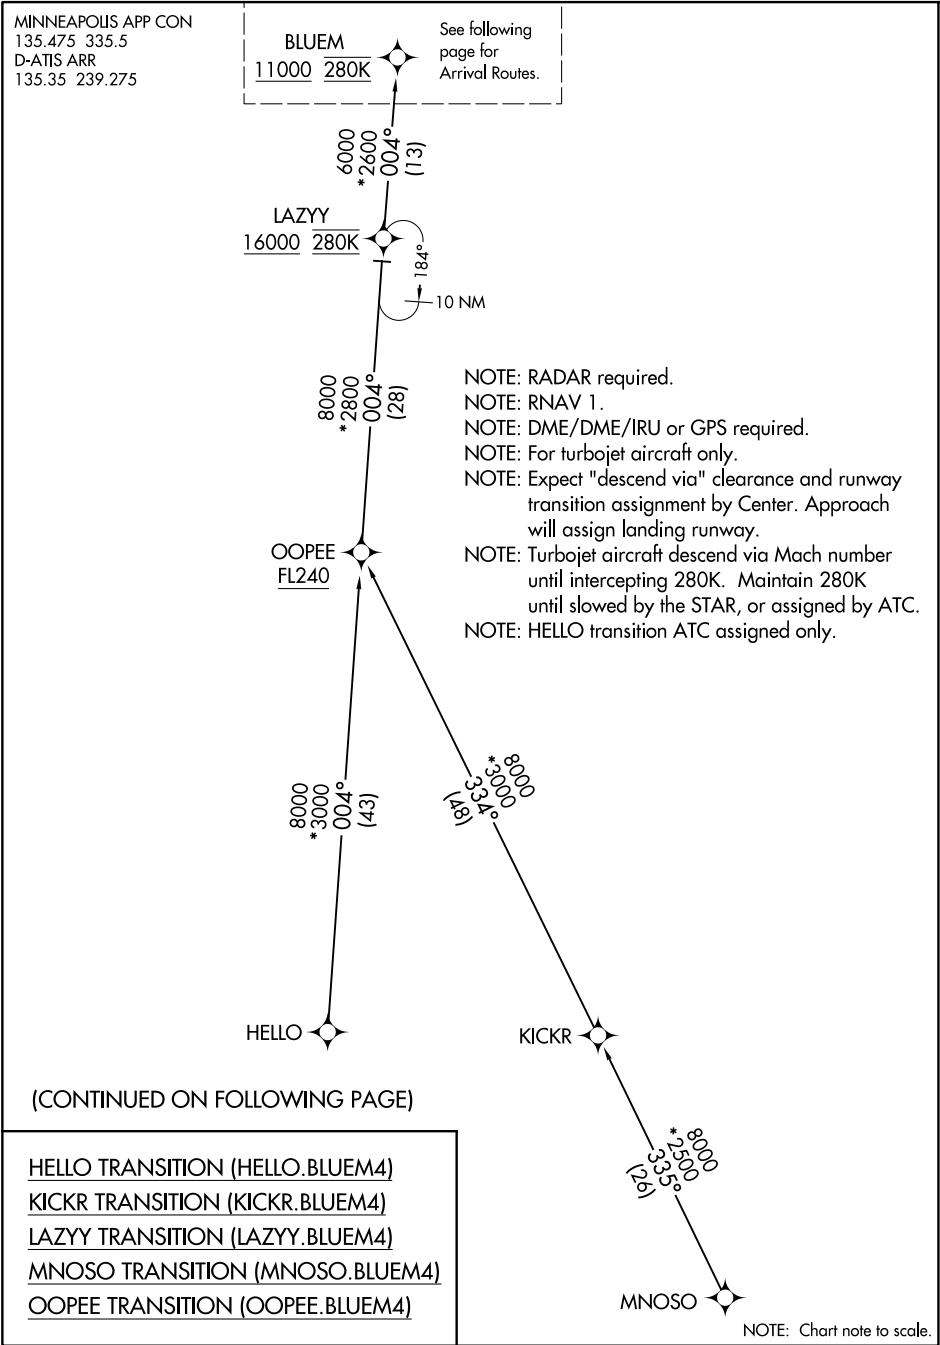 MINNEAPOLIS APP CON
135.475 335.5
D-ATIS ARR
135.35 239.275
BLUEM
11000 280K
See following
page for
Arrival Routes.
6000
*2600
004°
(13)
LAZYY
16000 280K
184°
10 NM
8000
*2800
004°
(28)
NOTE: RADAR required.
NOTE: RNAV 1.
NOTE: DME/DME/IRU or GPS required.
NOTE: For turbojet aircraft only.
NOTE: Expect "descend via" clearance and runway
transition assignment by Center. Approach
will assign landing runway.
NOTE: Turbojet aircraft descend via Mach number
until intercepting 280K. Maintain 280K
until slowed by the STAR, or assigned by ATC.
NOTE: HELLO transition ATC assigned only.
OOPEE
FL240
8000
*3000
004°
(43)
8000
*3000
334°
(48)
HELLO
KICKR
(CONTINUED ON FOLLOWING PAGE)
8000
*2500
335°
(26)
HELLO TRANSITION (HELLO.BLUEM4)
KICKR TRANSITION (KICKR.BLUEM4)
LAZYY TRANSITION (LAZYY.BLUEM4)
MNOSO TRANSITION (MNOSO.BLUEM4)
OOPEE TRANSITION (OOPEE.BLUEM4)
MNOSO
NOTE: Chart note to scale.